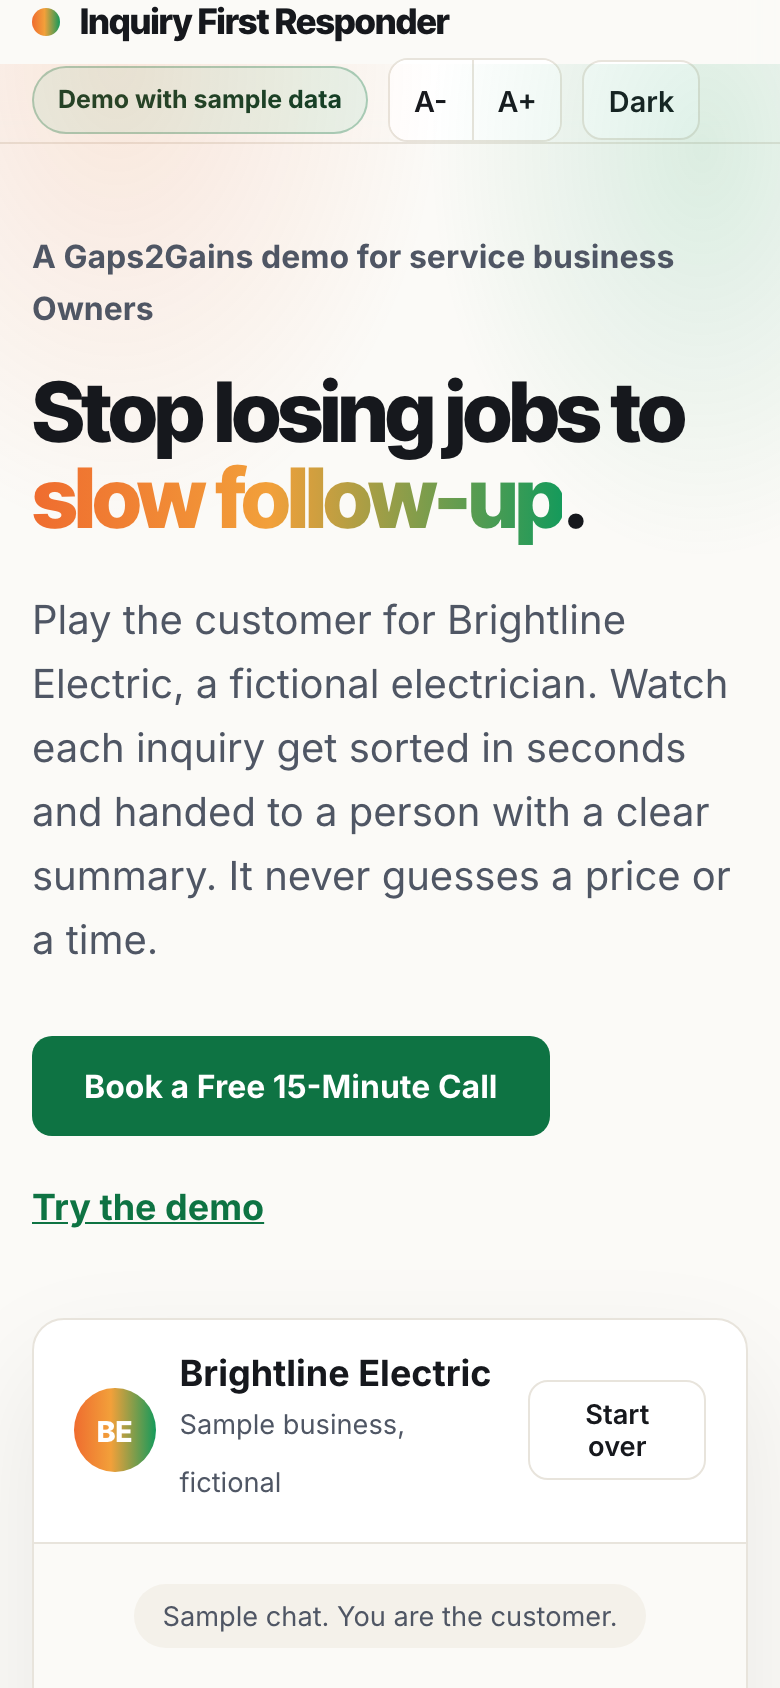 Inquiry First Responder
Demo with sample data
A- A+ Dark
A Gaps2Gains demo for service business
Owners
Stop losing jobs to
slow follow-up.
Play the customer for Brightline
Electric, a fictional electrician. Watch
each inquiry get sorted in seconds
and handed to a person with a clear
summary. It never guesses a price or
a time.
Book a Free 15-Minute Call
Try the demo
BE
Brightline Electric
Sample business,
fictional
Start
over
Sample chat. You are the customer.